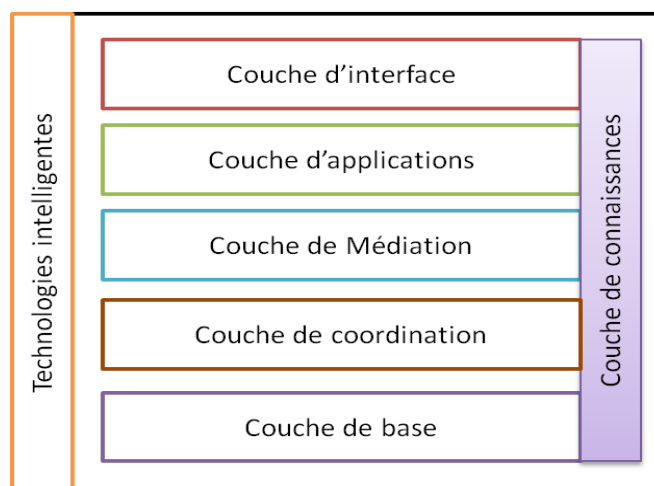 Technologies intelligentes
Couche d'interface
Couche d'applications
Couche de Médiation
Couche de coordination
Couche de base
Couche de connaissances